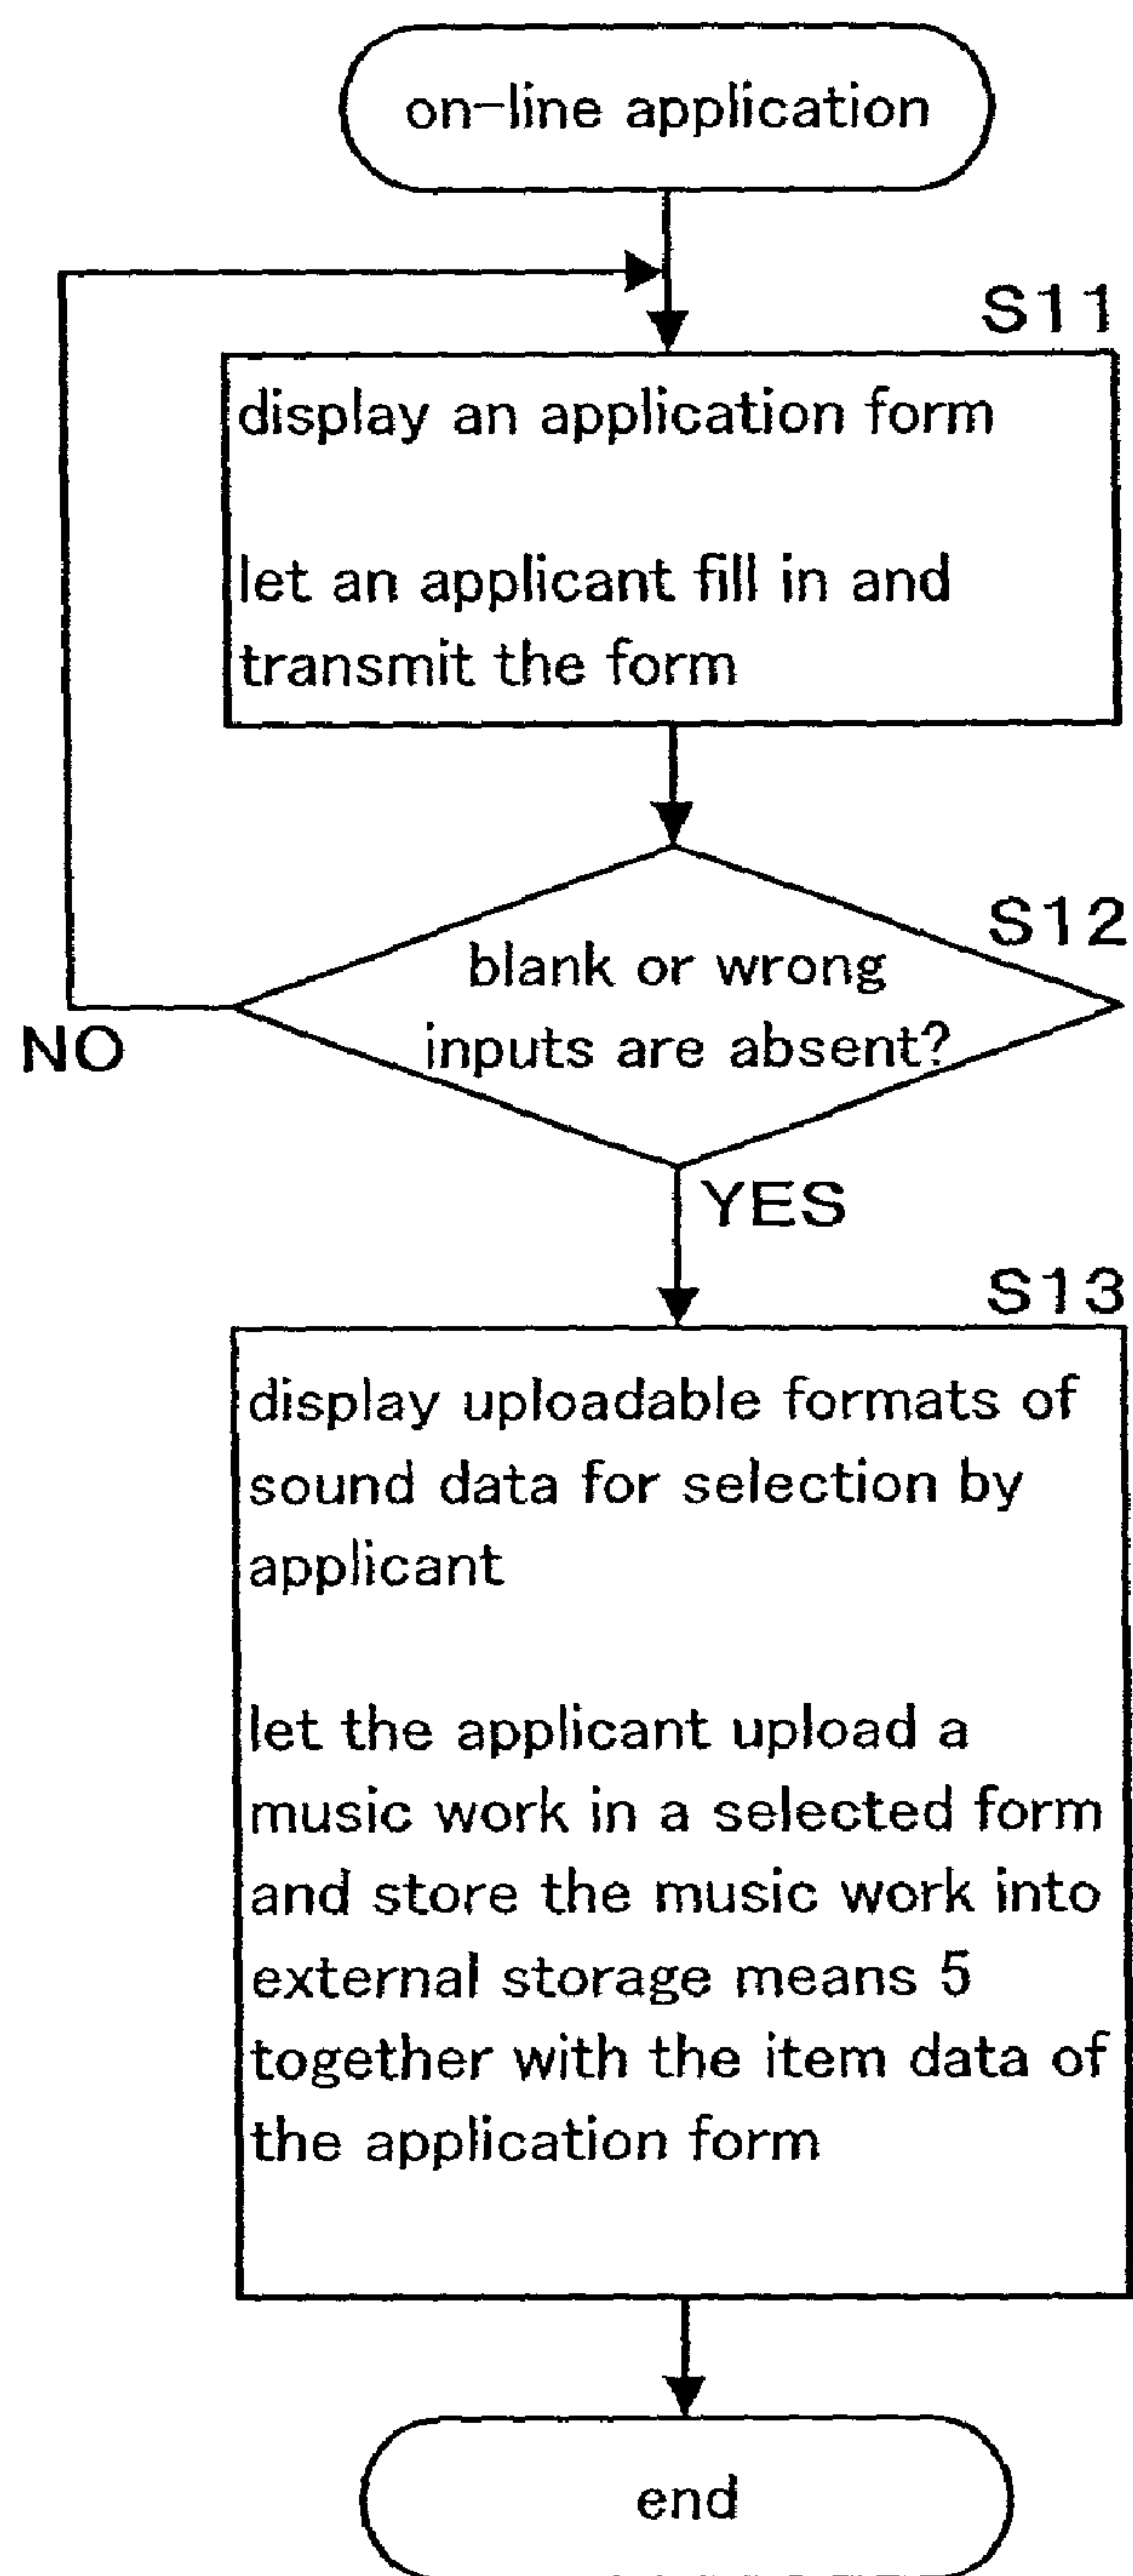 on-line application
S11
display an application form
let an applicant fill in and
transmit the form
S12
blank or wrong
inputs are absent?
NO
YES
S13
display uploadable formats of
sound data for selection by
applicant
let the applicant upload a
music work in a selected form
and store the music work into
external storage means 5
together with the item data of
the application form
end